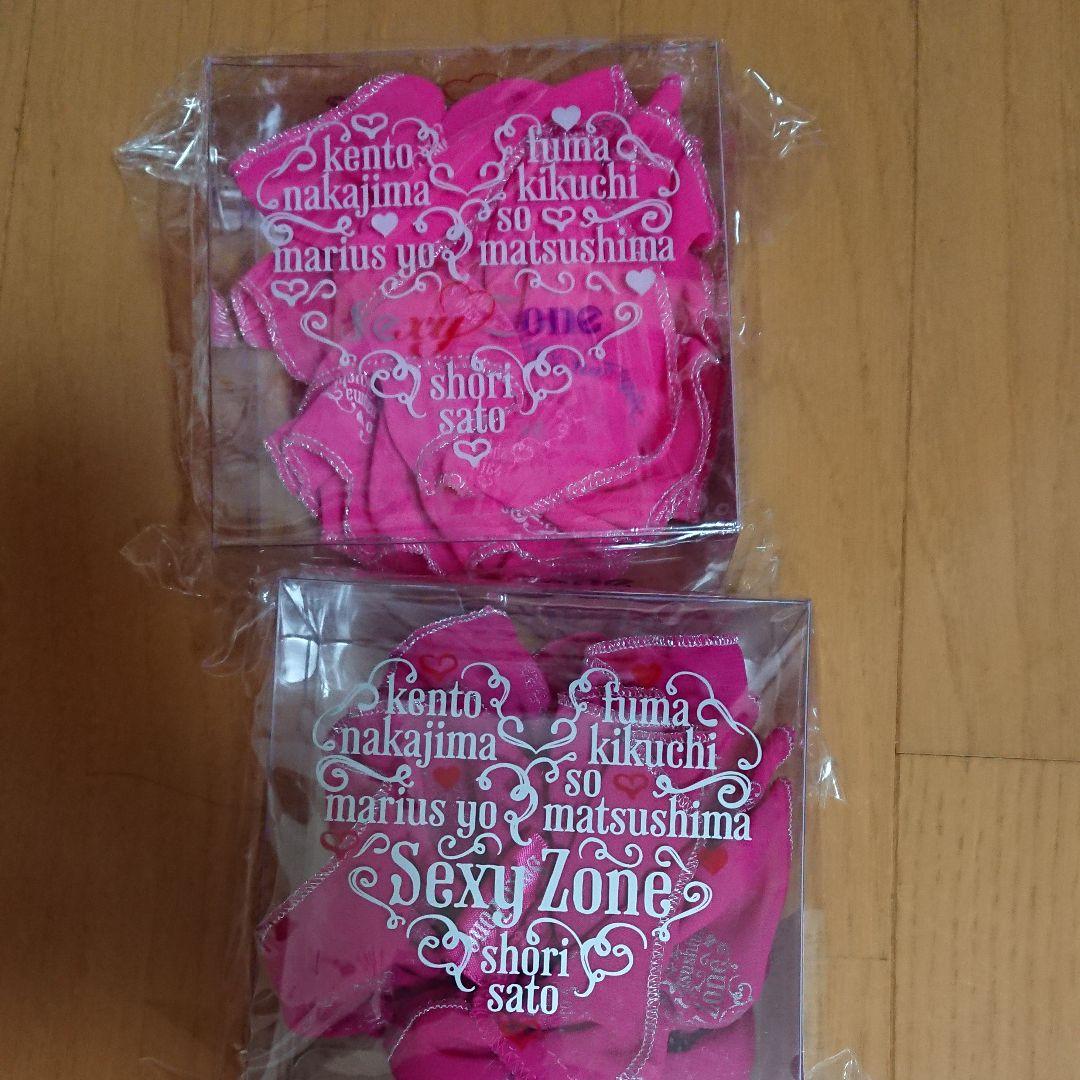 kento
nakajima
fuma
kikuchi
marius yo
so
matsushima
Sexy
shori
sato
kento
nakajima
fuma
kikuchi
marius yo
so
matsushima
Sexy Zone
shori
sato
zone